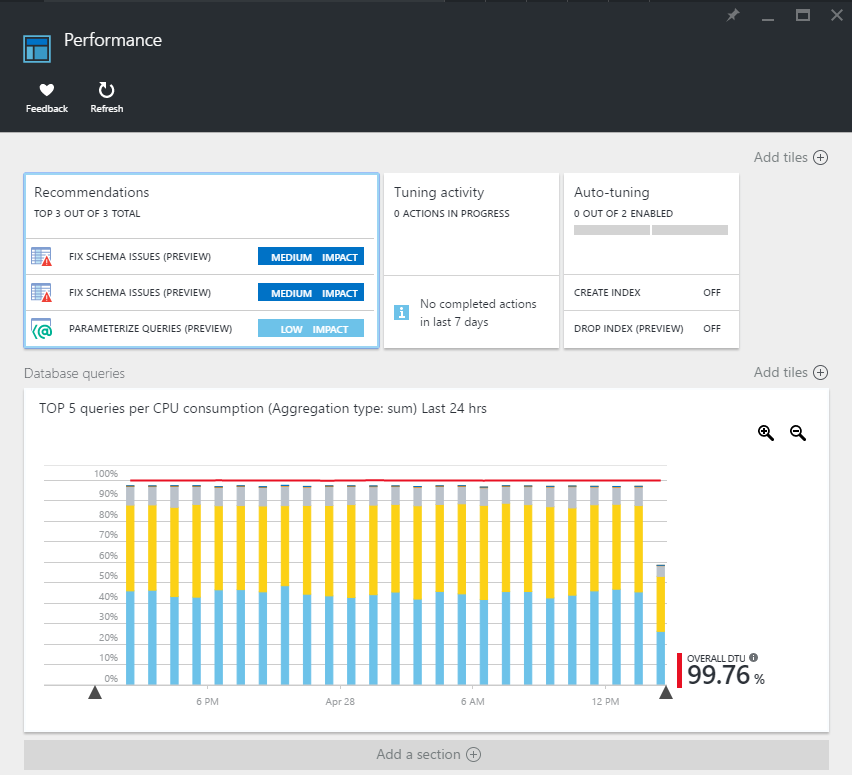 Performance
Feedback Refresh
Add tiles
Recommendations
TOP 3 OUT OF 3 TOTAL
FIX SCHEMA ISSUES (PREVIEW) MEDIUM IMPACT
FIX SCHEMA ISSUES (PREVIEW) MEDIUM IMPACT
PARAMETERIZE QUERIES (PREVIEW) LOW IMPACT
Tuning activity
0 ACTIONS IN PROGRESS
No completed actions
in last 7 days
Auto-tuning
0 OUT OF 2 ENABLED
CREATE INDEX OFF
DROP INDEX (PREVIEW) OFF
Database queries
Add tiles
TOP 5 queries per CPU consumption (Aggregation type: sum) Last 24 hrs
100%
90%
80%
70%
60%
50%
40%
30%
20%
10%
0%
6 PM Apr 28 6 AM 12 PM
OVERALL DTU
99.76 %
Add a section